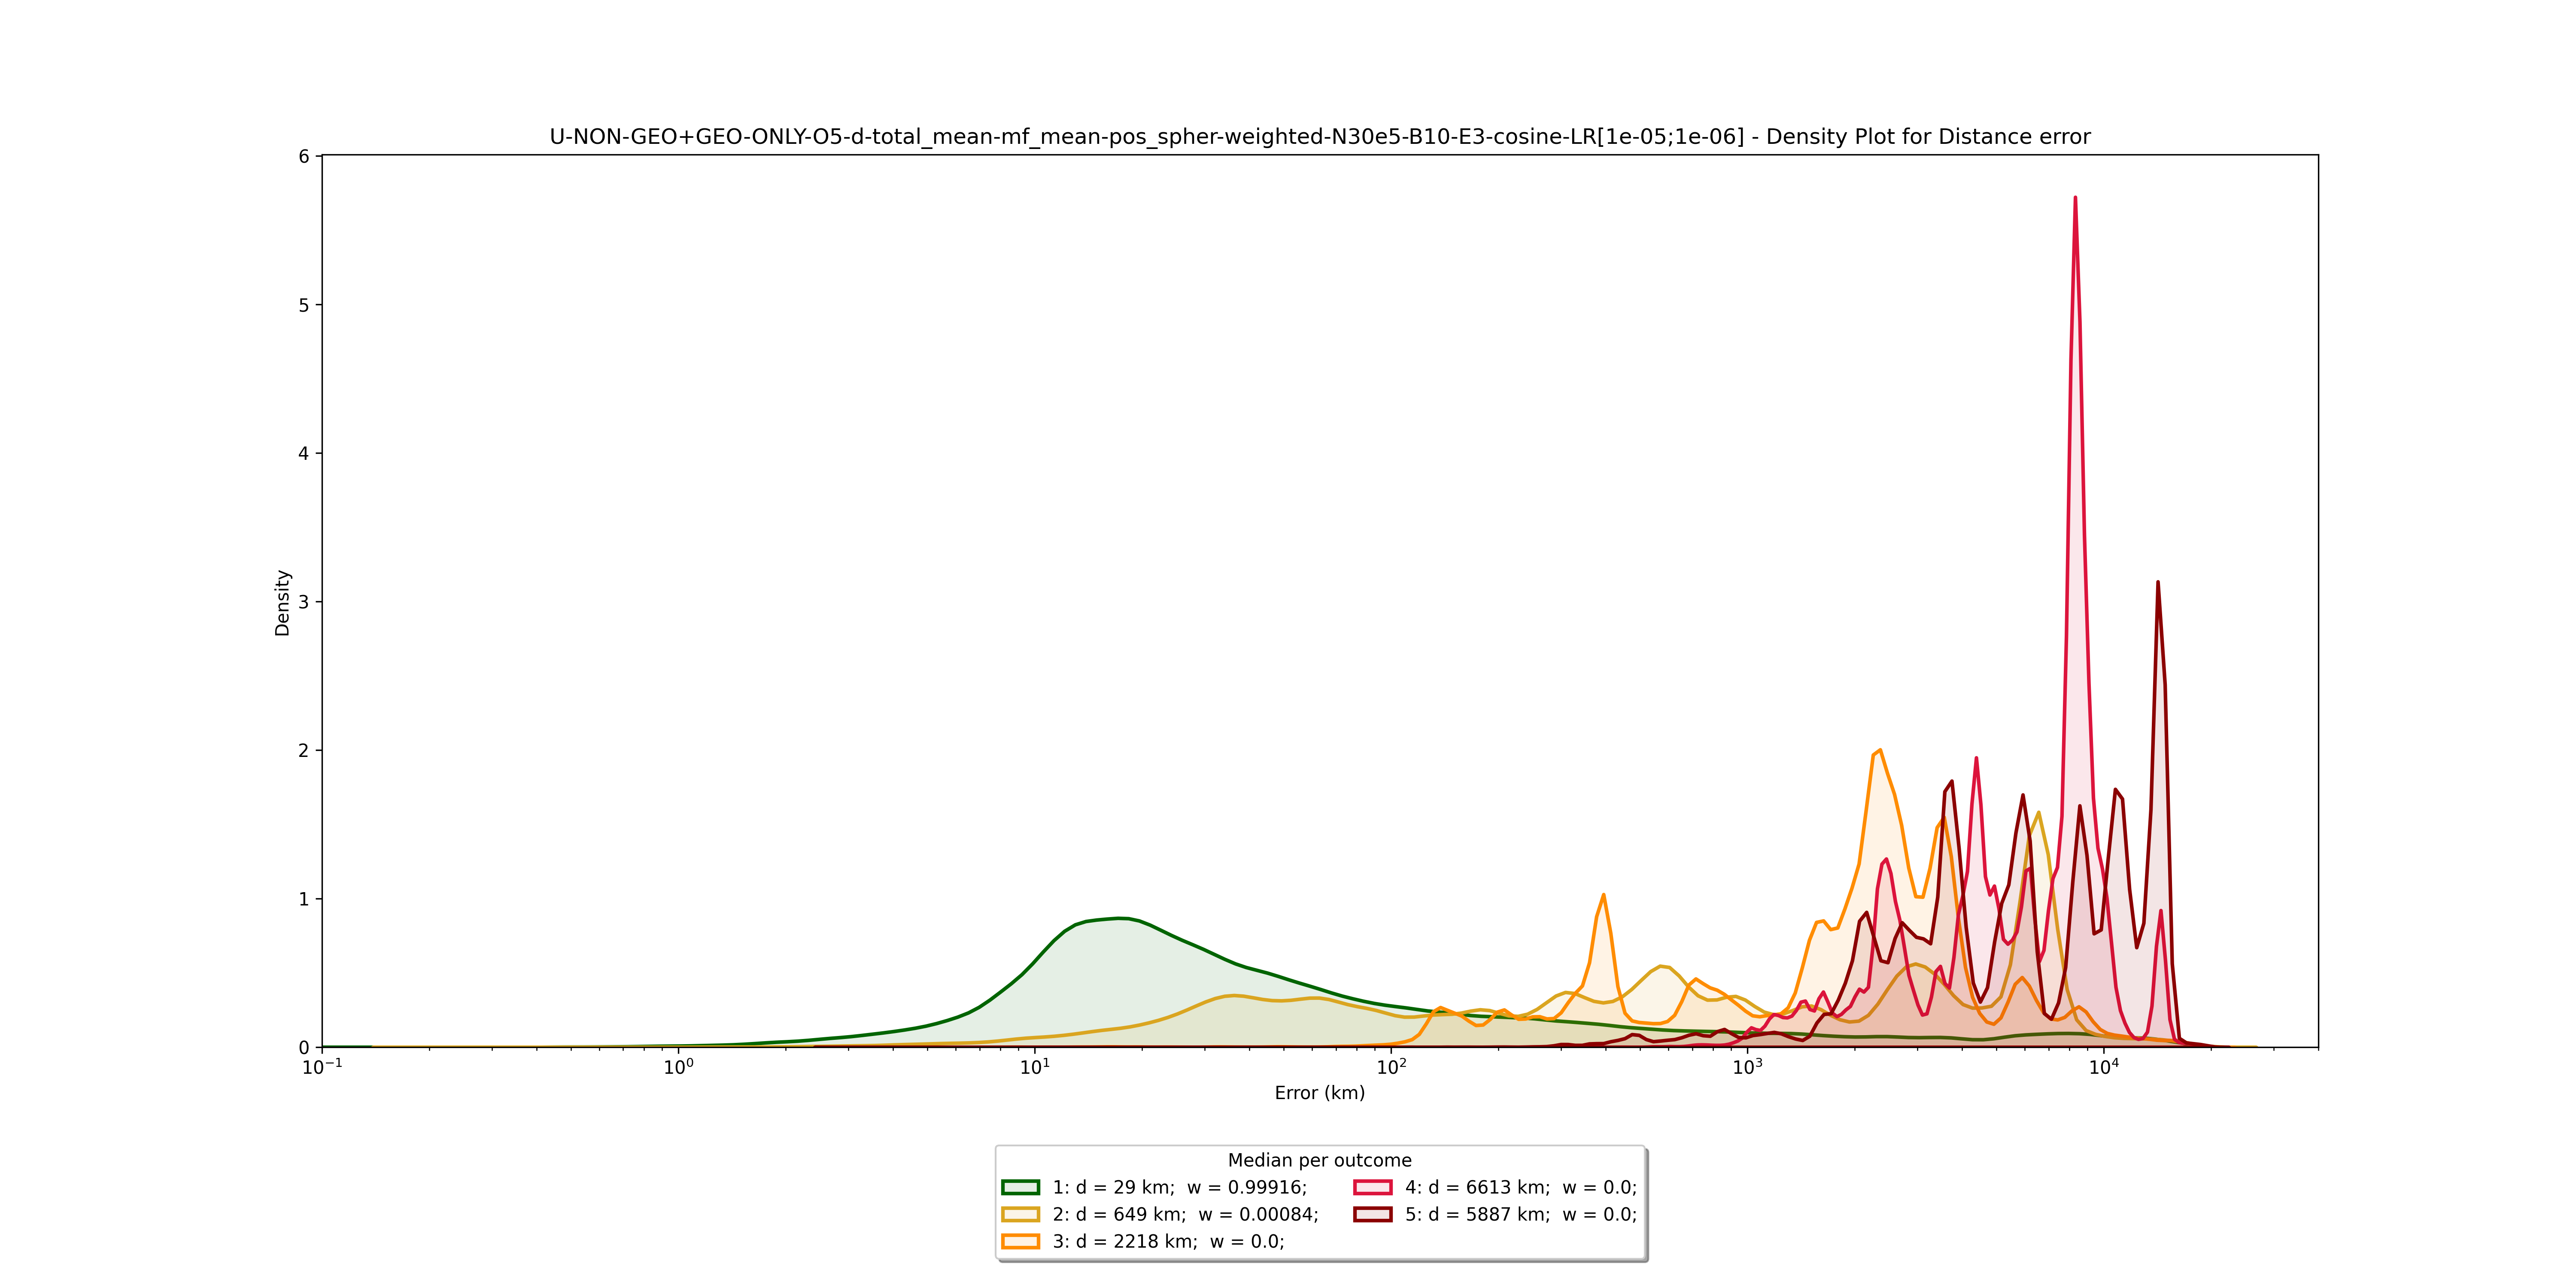 U-NON-GEO+GEO-ONLY-O5-d-total_mean-mf_mean-pos_spher-weighted-N30e5-B10-E3-cosine-LR[1e-05;1e-06] - Density Plot for Distance error
6
5
4
3
2
1
0
Density
10⁻¹
10⁰
10¹
10²
10³
10⁴
Error (km)
Median per outcome
1: d = 29 km;  w = 0.99916;
2: d = 649 km;  w = 0.00084;
3: d = 2218 km;  w = 0.0;
4: d = 6613 km;  w = 0.0;
5: d = 5887 km;  w = 0.0;